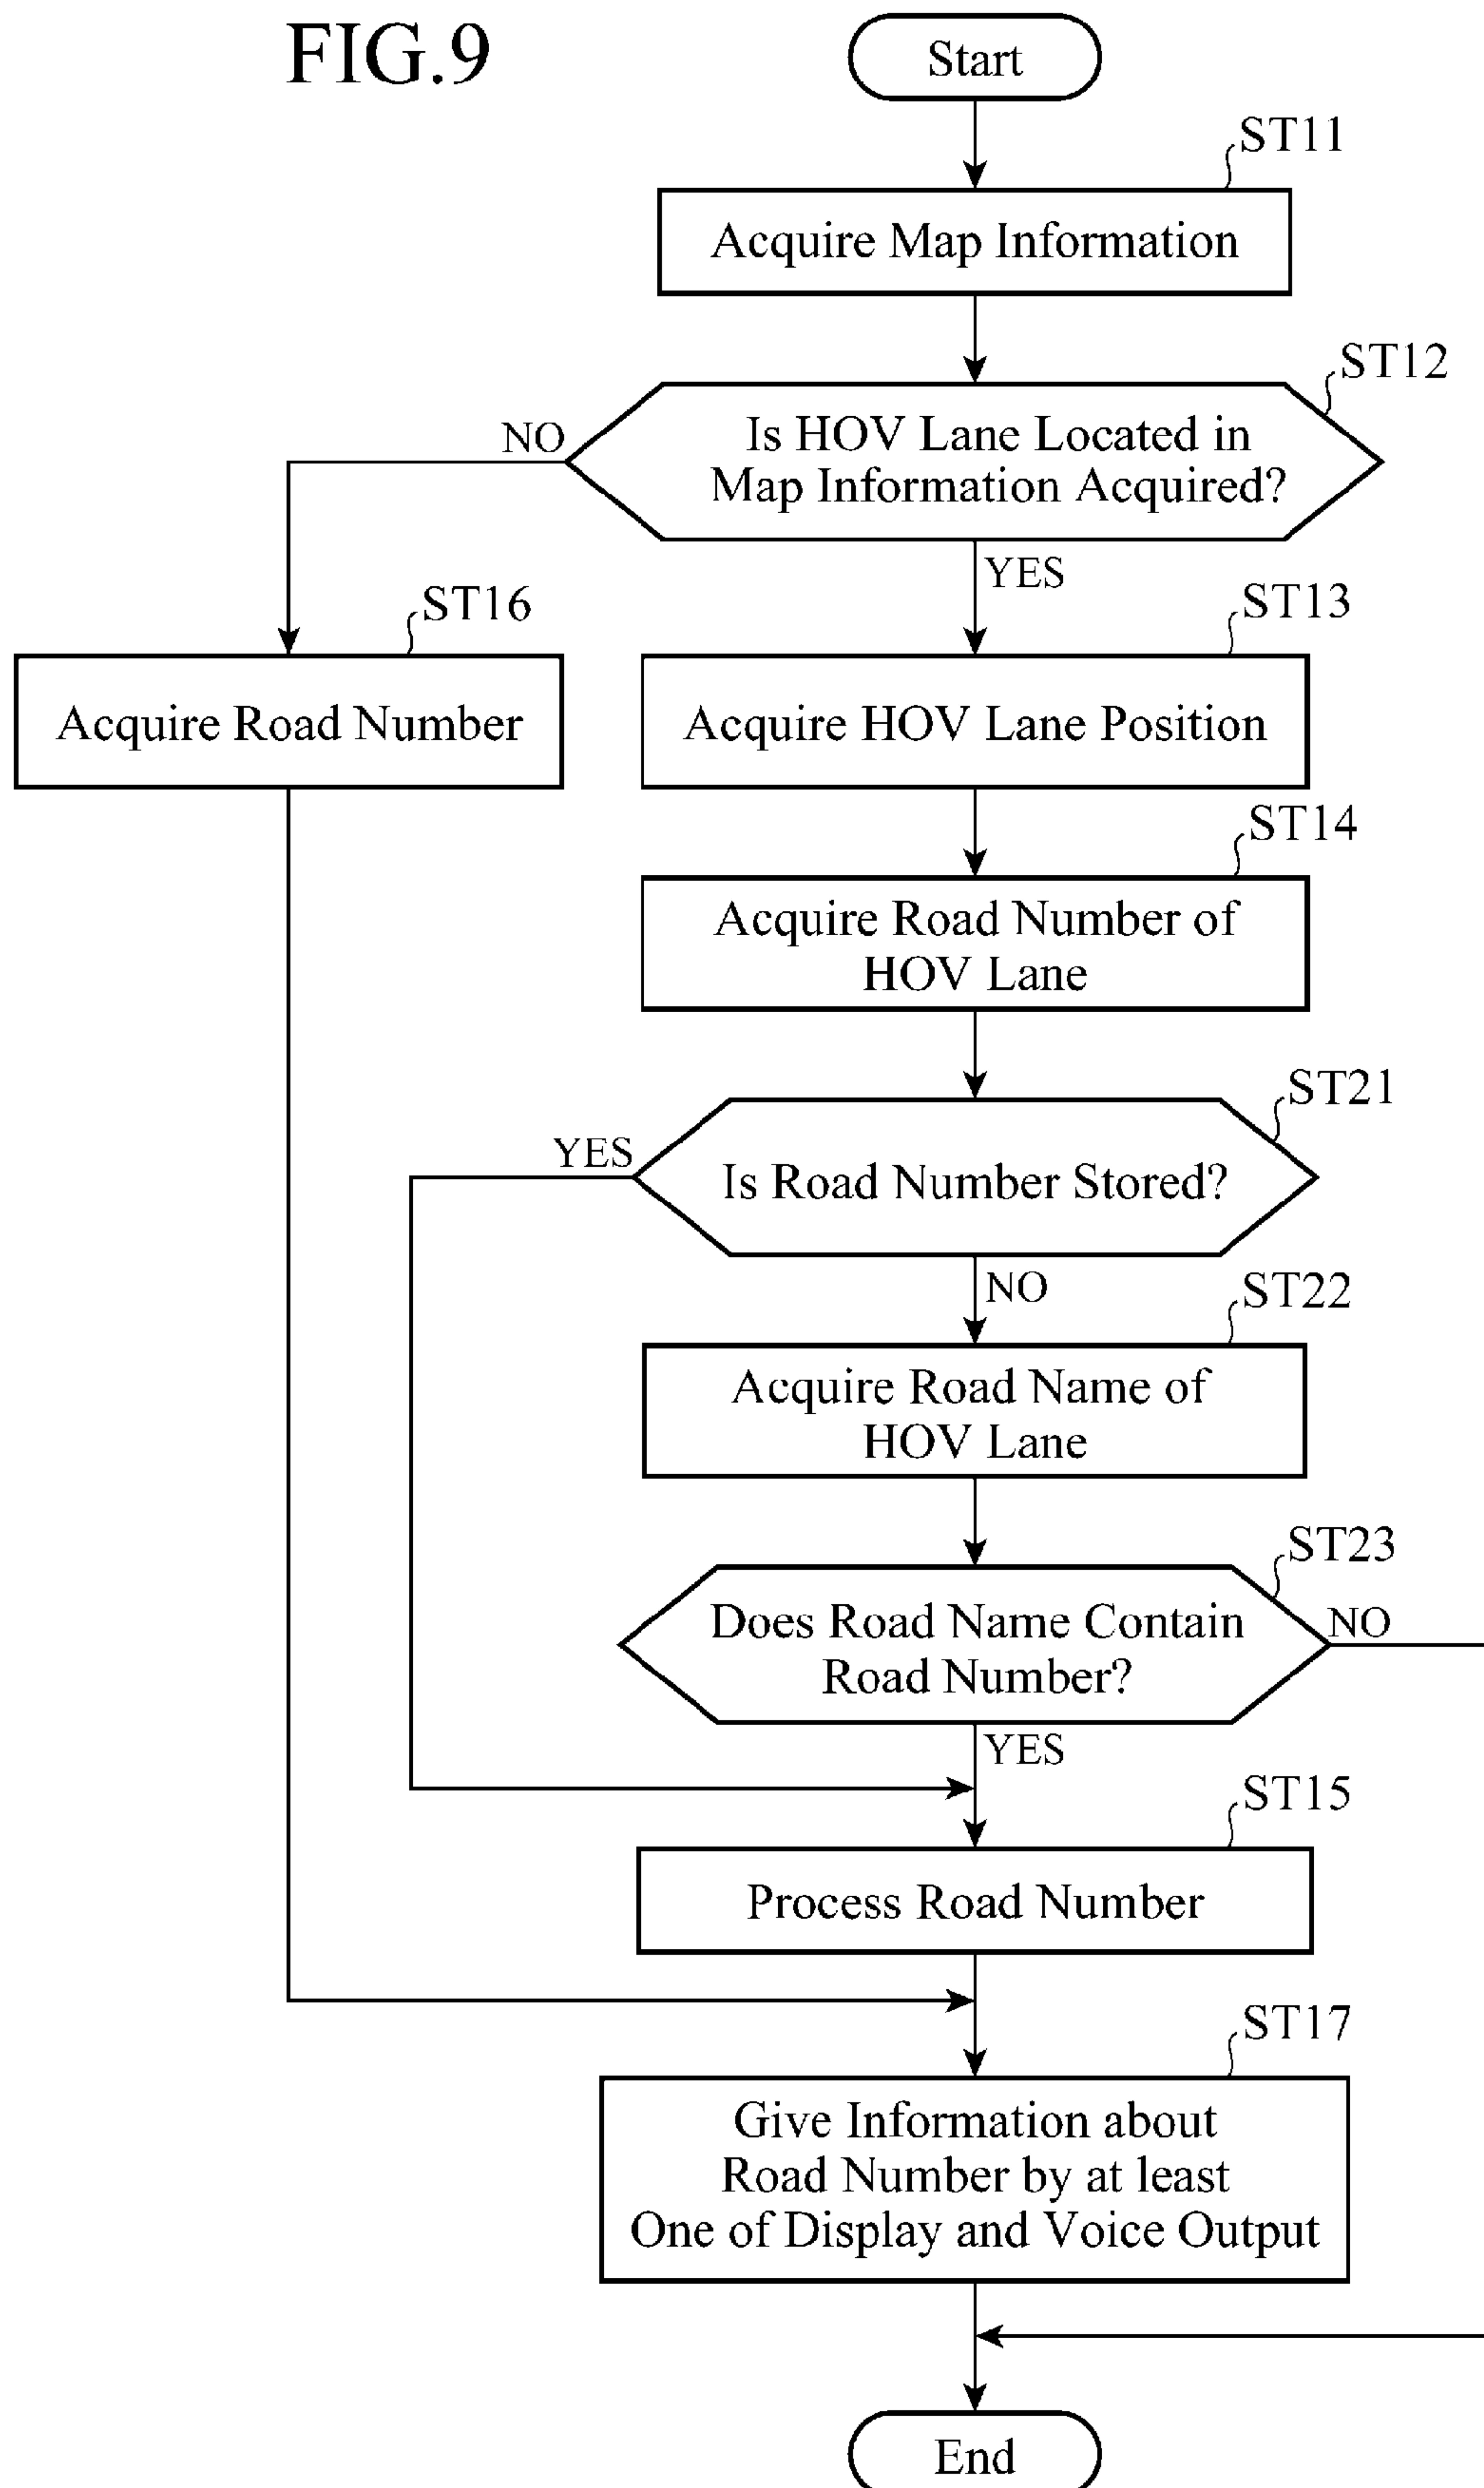 FIG.9
Start
ST11
Acquire Map Information
ST12
NO
Is HOV Lane Located in
Map Information Acquired?
YES
ST16
ST13
Acquire Road Number
Acquire HOV Lane Position
ST14
Acquire Road Number of
HOV Lane
ST21
YES
Is Road Number Stored?
NO
ST22
Acquire Road Name of
HOV Lane
ST23
Does Road Name Contain
Road Number?
NO
YES
ST15
Process Road Number
ST17
Give Information about
Road Number by at least
One of Display and Voice Output
End